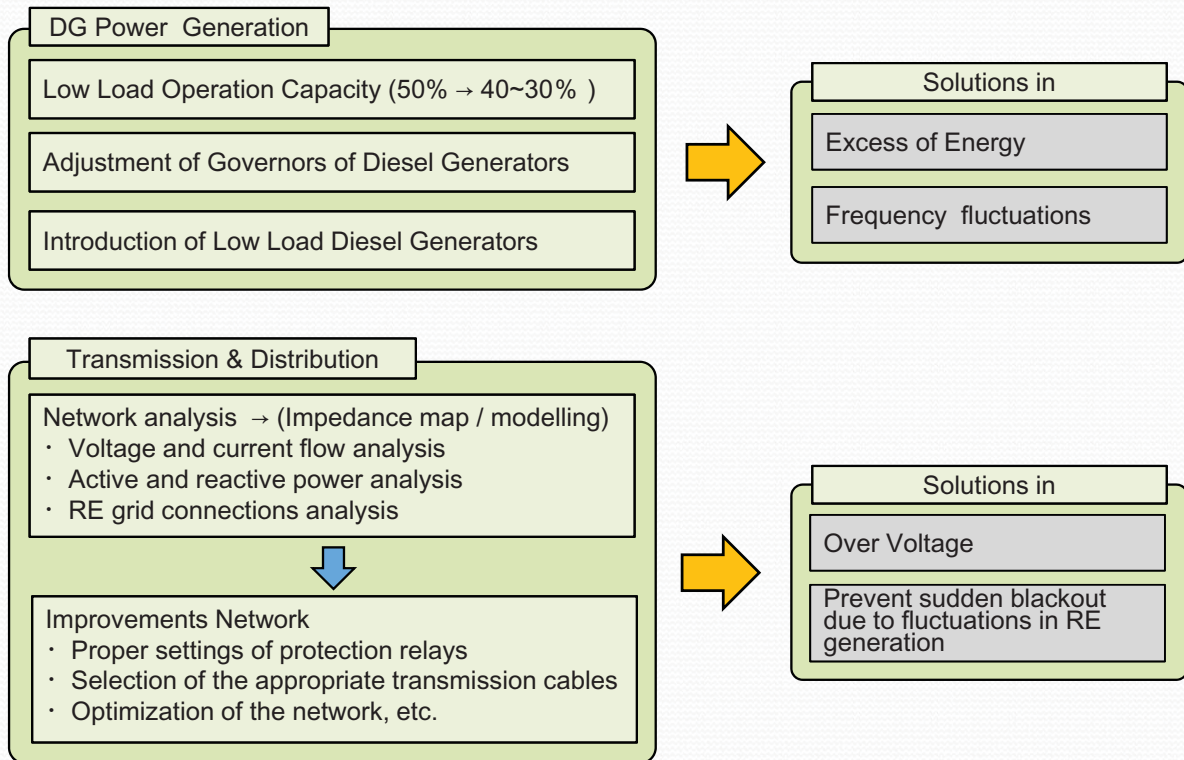 DG Power Generation
Low Load Operation Capacity (50% → 40~30% )
Adjustment of Governors of Diesel Generators
Introduction of Low Load Diesel Generators
Solutions in
Excess of Energy
Frequency fluctuations
Transmission & Distribution
Network analysis → (Impedance map / modelling)
・ Voltage and current flow analysis
・ Active and reactive power analysis
・ RE grid connections analysis
Improvements Network
・ Proper settings of protection relays
・ Selection of the appropriate transmission cables
・ Optimization of the network, etc.
Solutions in
Over Voltage
Prevent sudden blackout
due to fluctuations in RE
generation